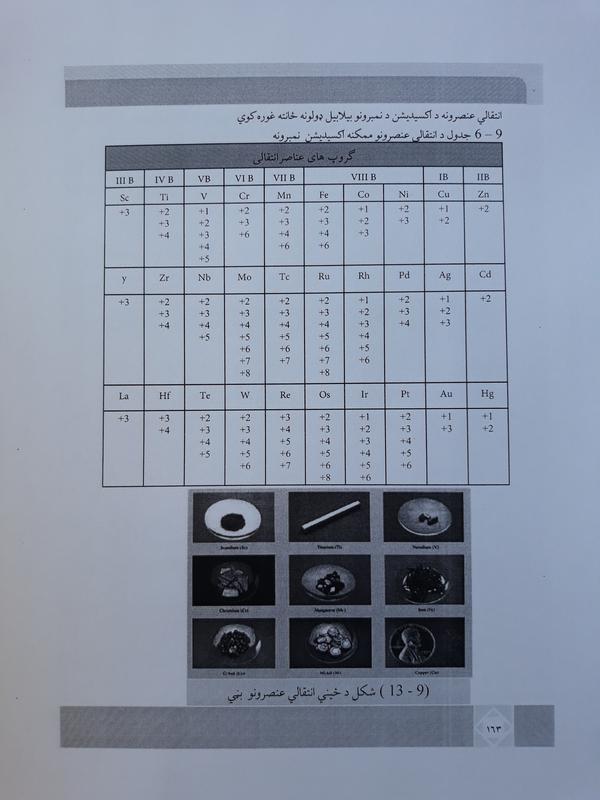 انتقالي عنصرونه د اکسيديشن د نمبرونو بيلابيل ډولونه ځانته غوره کوي
9 – 6 جدول د انتقالي عنصرونو ممکنه اکسيديشن نمبرونه
گروپ های عناصر انتقالی
III B IV B VB VI B VII B VIII B IB IIB
Sc Ti V Cr Mn Fe Co Ni Cu Zn
+3 +2 +1 +2 +2 +2 +1 +2 +1 +2
+3 +2 +3 +3 +3 +2 +3 +2
+4 +3 +6 +4 +4 +3
+4 +6 +6
+5
y Zr Nb Mo Tc Ru Rh Pd Ag Cd
+3 +2 +2 +2 +2 +2 +1 +2 +1 +2
+3 +3 +3 +3 +3 +2 +3 +2
+4 +4 +4 +4 +4 +3 +4 +3
+5 +5 +5 +5 +4
+6 +6 +6 +5
+7 +7 +7 +6
+8 +8
La Hf Te W Re Os Ir Pt Au Hg
+3 +3 +2 +2 +3 +2 +1 +2 +1 +1
+4 +3 +3 +4 +3 +2 +3 +3 +2
+4 +4 +5 +4 +3 +4
+5 +5 +6 +5 +4 +5
+6 +7 +6 +5 +6
+8 +6
Scandium (Sc) Titanium (Ti) Vanadium (V)
Chromium (Cr) Manganese (Mn) Iron (Fe)
Nickel (Ni) Copper (Cu)
(9 - 13 ) شکل د ځيني انتقالي عنصرونو بڼي
١٦٣